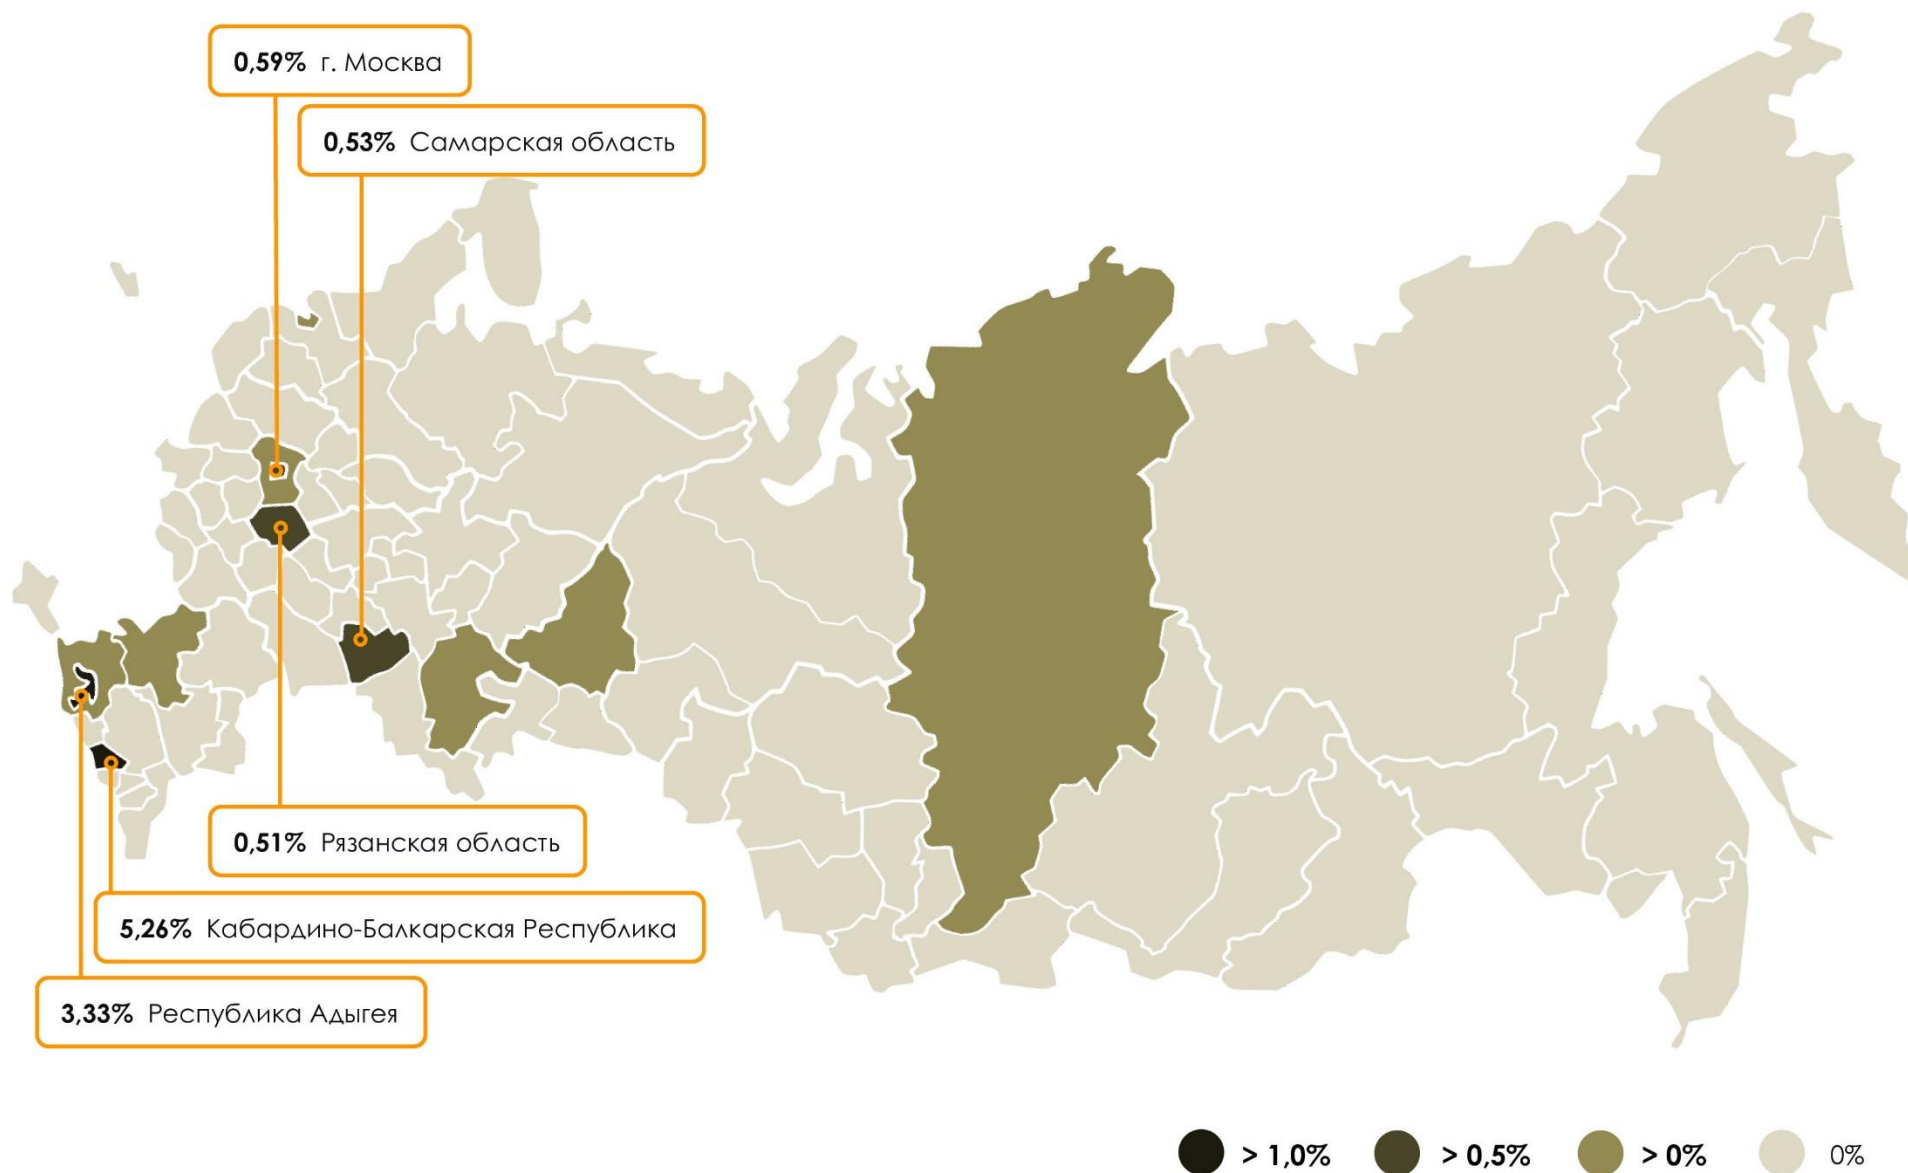 0,59% г. Москва
0,53% Самарская область
0,51% Рязанская область
5,26% Кабардино-Балкарская Республика
3,33% Республика Адыгея
> 1,0% > 0,5% > 0% 0%